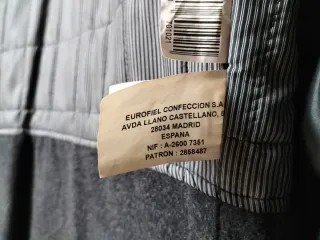 EUROFIEL CONFECCION S.A
AVDA LLANO CASTELLANO,
28034 MADRID
ESPANA
NIF : A-2600 7351
PATRON : 2858487